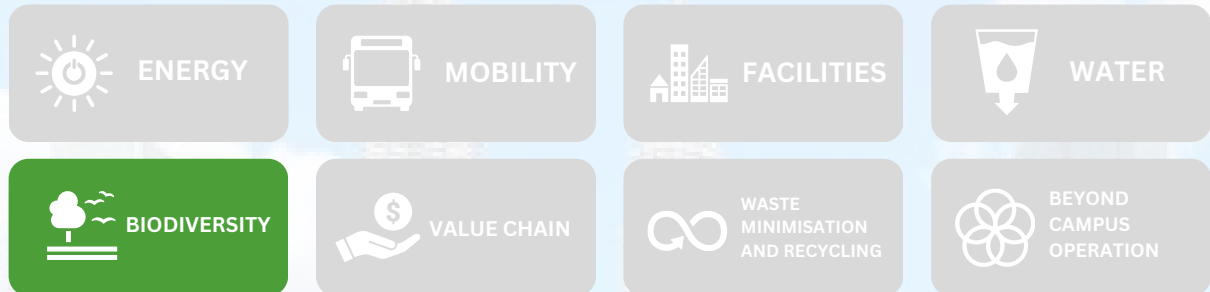 ENERGY
MOBILITY
FACILITIES
WATER
BIODIVERSITY
$
VALUE CHAIN
WASTE
MINIMISATION
AND RECYCLING
BEYOND
CAMPUS
OPERATION